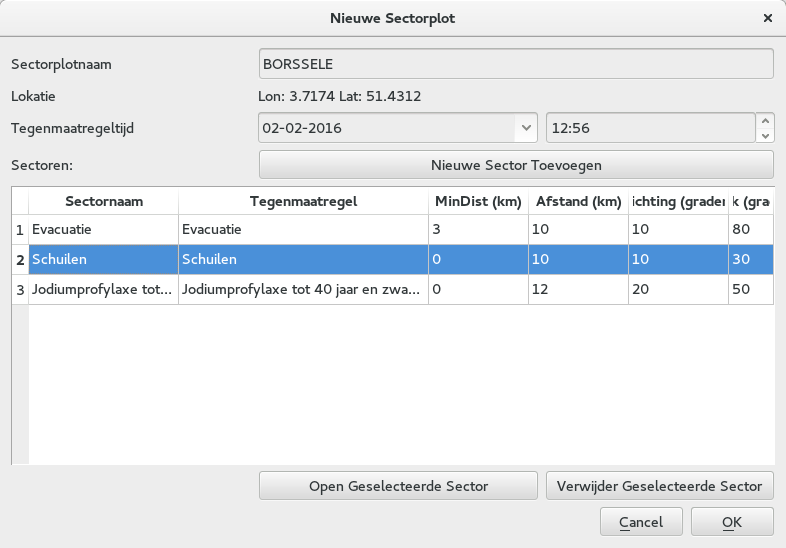 Nieuwe Sectorplot ×
Sectorplotnaam BORSSELE
Lokatie Lon: 3.7174 Lat: 51.4312
Tegenmaatregeltijd 02-02-2016 12:56
Sectoren: Nieuwe Sector Toevoegen
Sectornaam Tegenmaatregel MinDist (km) Afstand (km) ichting (grader k (gra
1 Evacuatie Evacuatie 3 10 10 80
2 Schuilen Schuilen 0 10 10 30
3 Jodiumprofylaxe tot... Jodiumprofylaxe tot 40 jaar en zwa... 0 12 20 50
Open Geselecteerde Sector Verwijder Geselecteerde Sector
Cancel OK